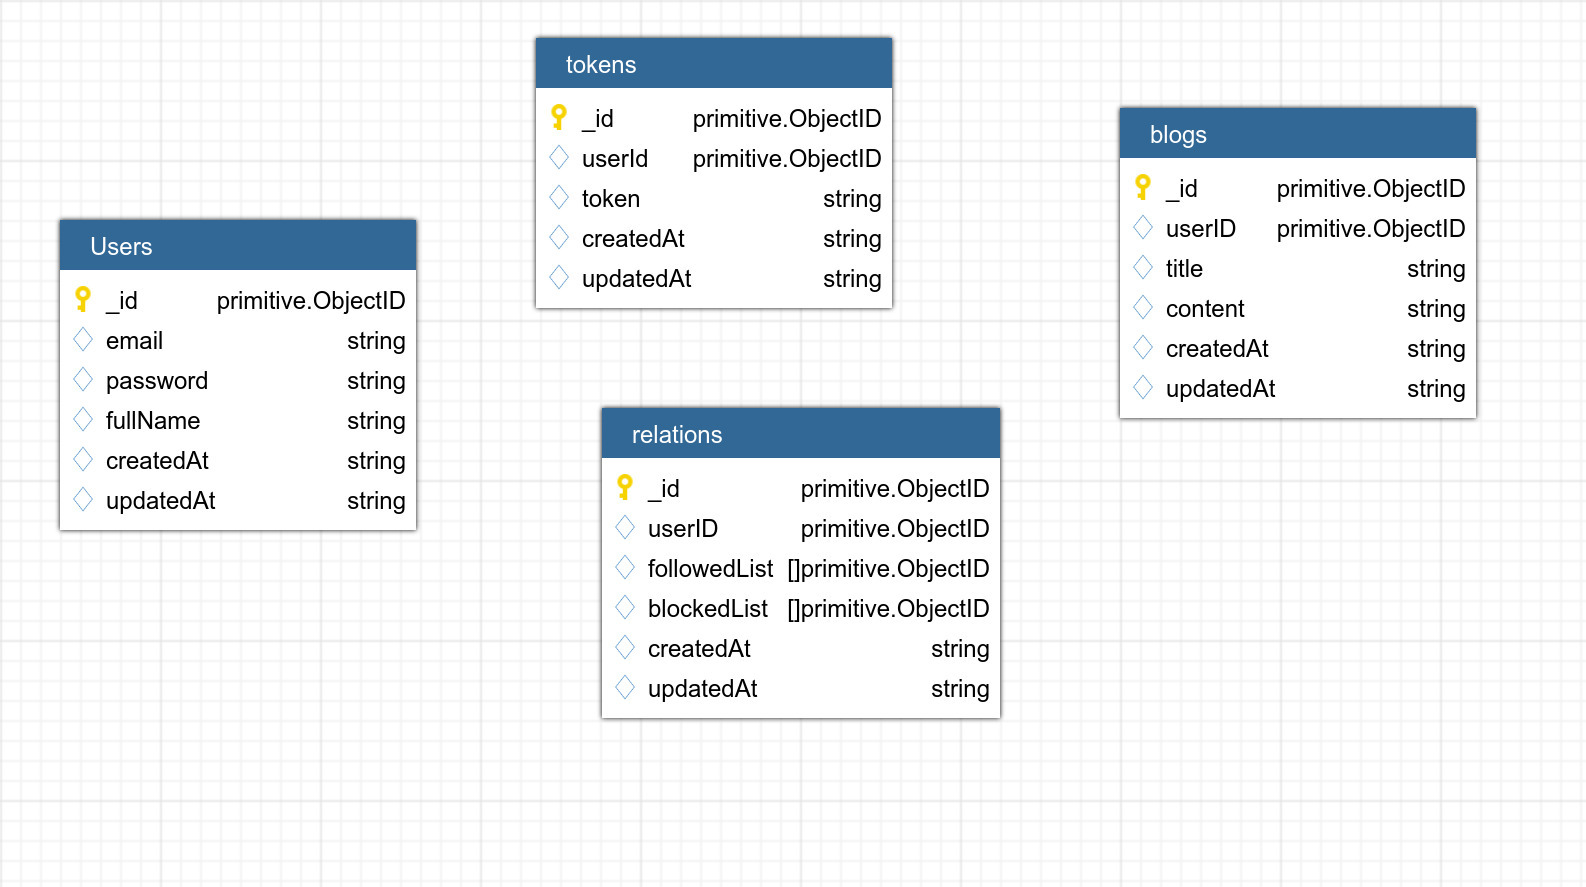 Users
_id primitive.ObjectID
email string
password string
fullName string
createdAt string
updatedAt string
tokens
_id primitive.ObjectID
userId primitive.ObjectID
token string
createdAt string
updatedAt string
relations
_id primitive.ObjectID
userID primitive.ObjectID
followedList []primitive.ObjectID
blockedList []primitive.ObjectID
createdAt string
updatedAt string
blogs
_id primitive.ObjectID
userID primitive.ObjectID
title string
content string
createdAt string
updatedAt string